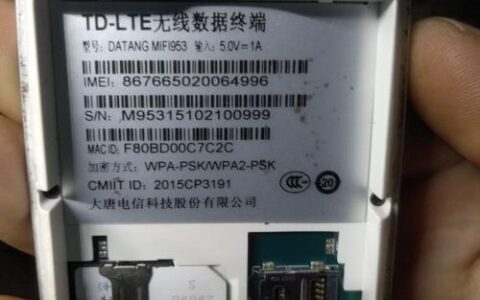 TD-LTE无线数据终端
型号: DATANG MIFI953 输入: 5.0V=1A
IMEI: 867665020064996
S/N: M95315102100999
MAC ID: F80BD00C7C2C
加密方式: WPA-PSK/WPA2-PSK
CMIIT ID: 2015CP3191 CCC 20
大唐电信科技股份有限公司